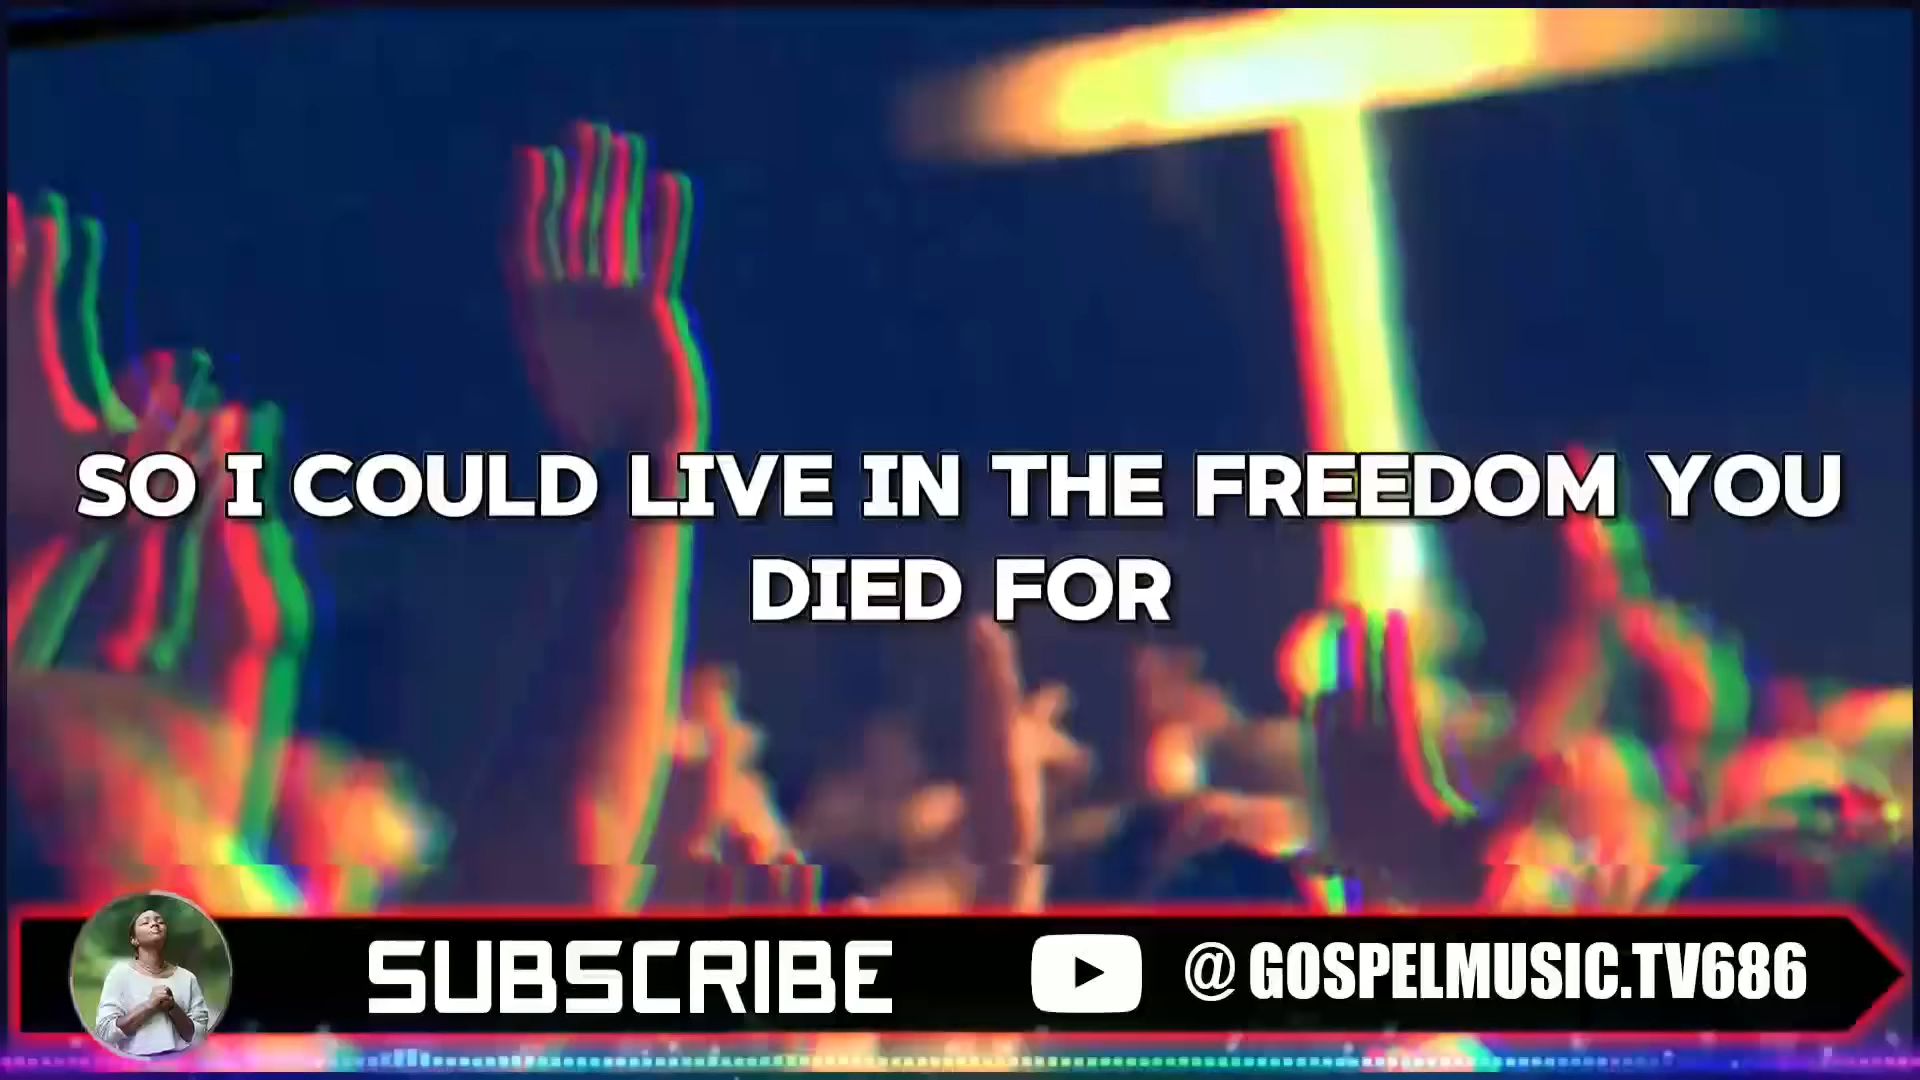 SO I COULD LIVE IN THE FREEDOM YOU
DIED FOR
SUBSCRIBE
@GOSPELMUSIC.TV686